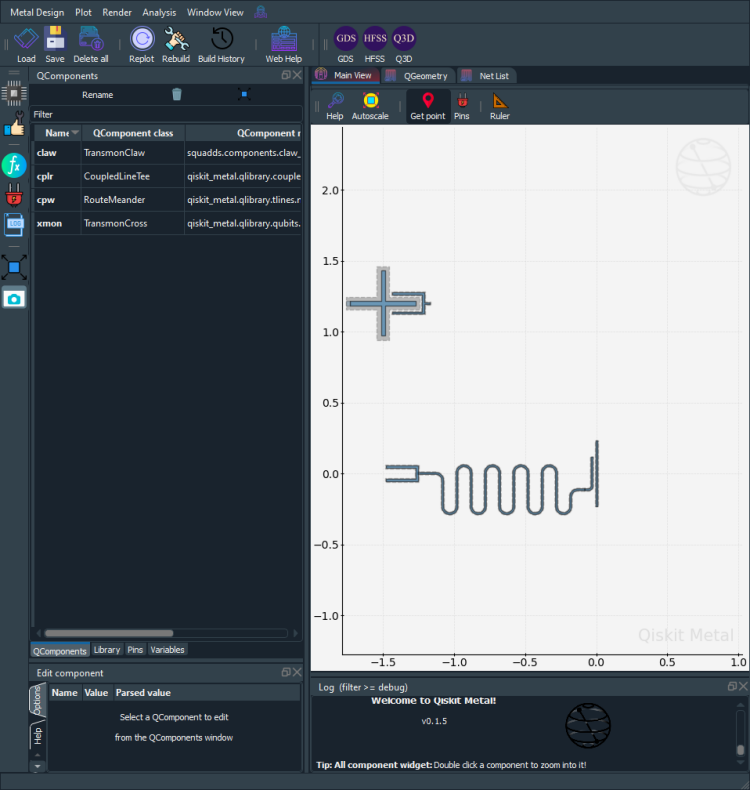 Metal Design Plot Render Analysis Window View
Load Save Delete all Replot Rebuild Build History Web Help GDS HFSS Q3D
GDS HFSS Q3D
QComponents
Rename
Filter
Name QComponent class QComponent r
claw TransmonClaw squadds.components.claw_
cplr CoupledLineTee qiskit_metal.qlibrary.couple
cpw RouteMeander qiskit_metal.qlibrary.tlines.r
xmon TransmonCross qiskit_metal.qlibrary.qubits.
QComponents Library Pins Variables
Edit component
Options
Help
Name Value Parsed value
Select a QComponent to edit
from the QComponents window
Main View QGeometry Net List
Help Autoscale Get point Pins Ruler
2.0
1.5
1.0
0.5
0.0
−0.5
−1.0
Qiskit Metal
−1.5 −1.0 −0.5 0.0 0.5 1.0
Log (filter >= debug)
Welcome to Qiskit Metal!
v0.1.5
Tip: All component widget: Double click a component to zoom into it!